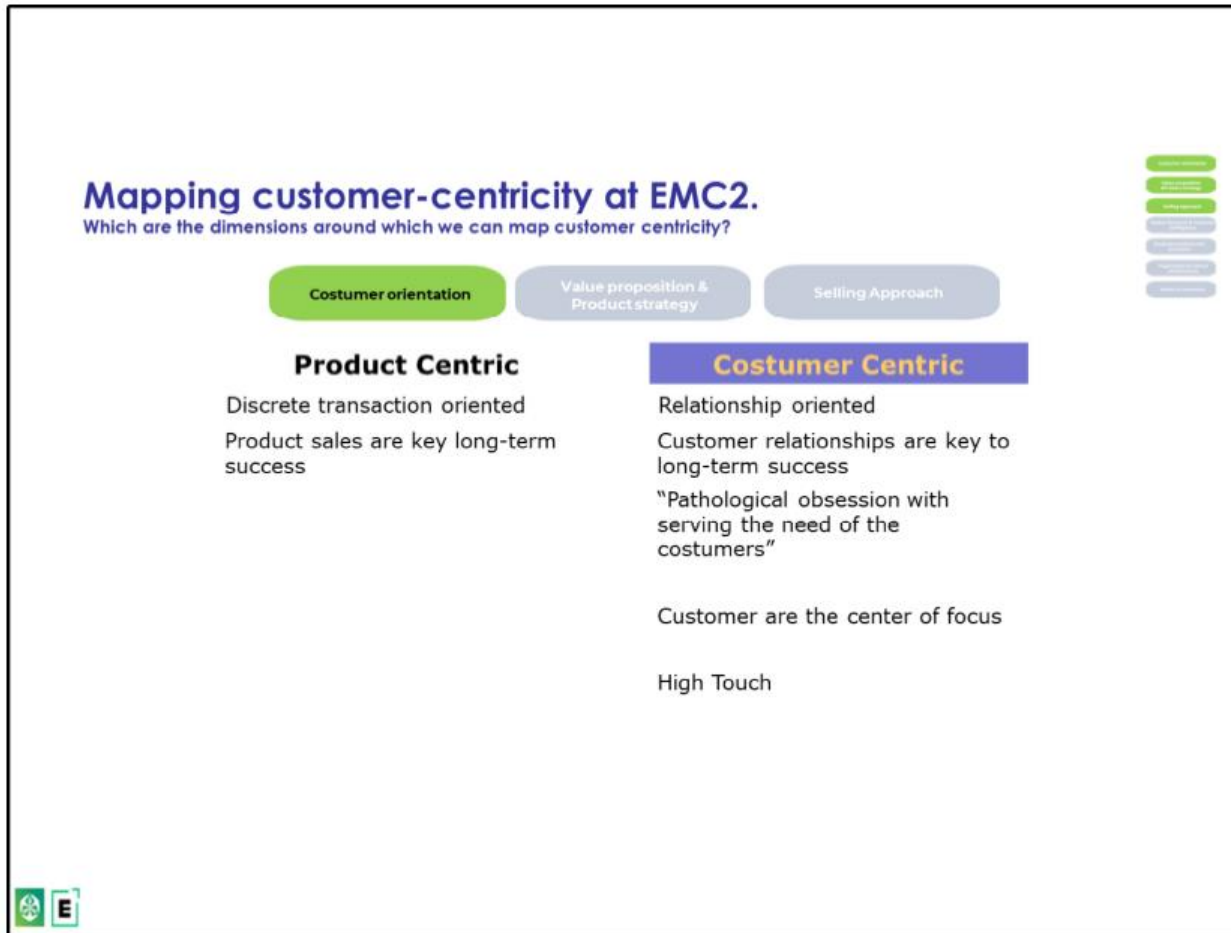 Mapping customer-centricity at EMC2.
Which are the dimensions around which we can map customer centricity?
Costumer orientation
Value proposition &
Product strategy
Selling Approach
Product Centric
Discrete transaction oriented
Product sales are key long-term
success
Costumer Centric
Relationship oriented
Customer relationships are key to
long-term success
“Pathological obsession with
serving the need of the
costumers”
Customer are the center of focus
High Touch
E